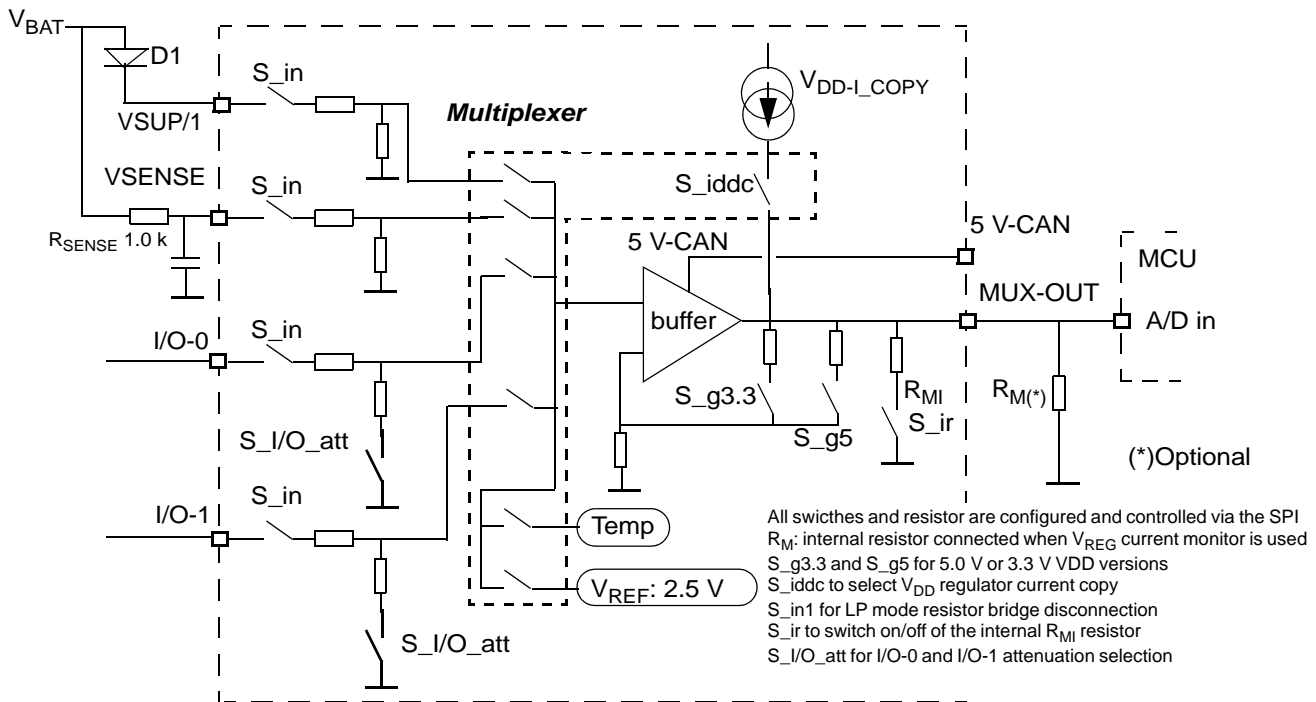 VBAT
D1
S_in
VDD-I_COPY
Multiplexer
VSUP/1
VSENSE
S_in
S_iddc
RSENSE 1.0 k
5 V-CAN
5 V-CAN
MCU
MUX-OUT
buffer
A/D in
I/O-0
S_in
S_g3.3
RMI
RM(*)
S_g5
S_ir
S_I/O_att
(*)Optional
I/O-1
S_in
Temp
VREF: 2.5 V
S_I/O_att
All swicthes and resistor are configured and controlled via the SPI
RM: internal resistor connected when VREG current monitor is used
S_g3.3 and S_g5 for 5.0 V or 3.3 V VDD versions
S_iddc to select VDD regulator current copy
S_in1 for LP mode resistor bridge disconnection
S_ir to switch on/off of the internal RMI resistor
S_I/O_att for I/O-0 and I/O-1 attenuation selection